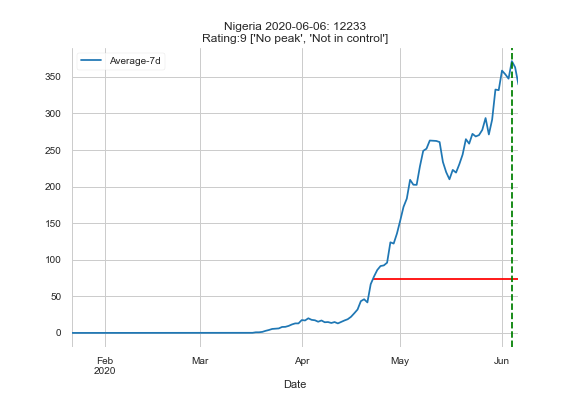 Nigeria 2020-06-06: 12233
Rating:9 ['No peak', 'Not in control']
Average-7d
350
300
250
200
150
100
50
0
Feb
2020
Mar
Apr
May
Jun
Date